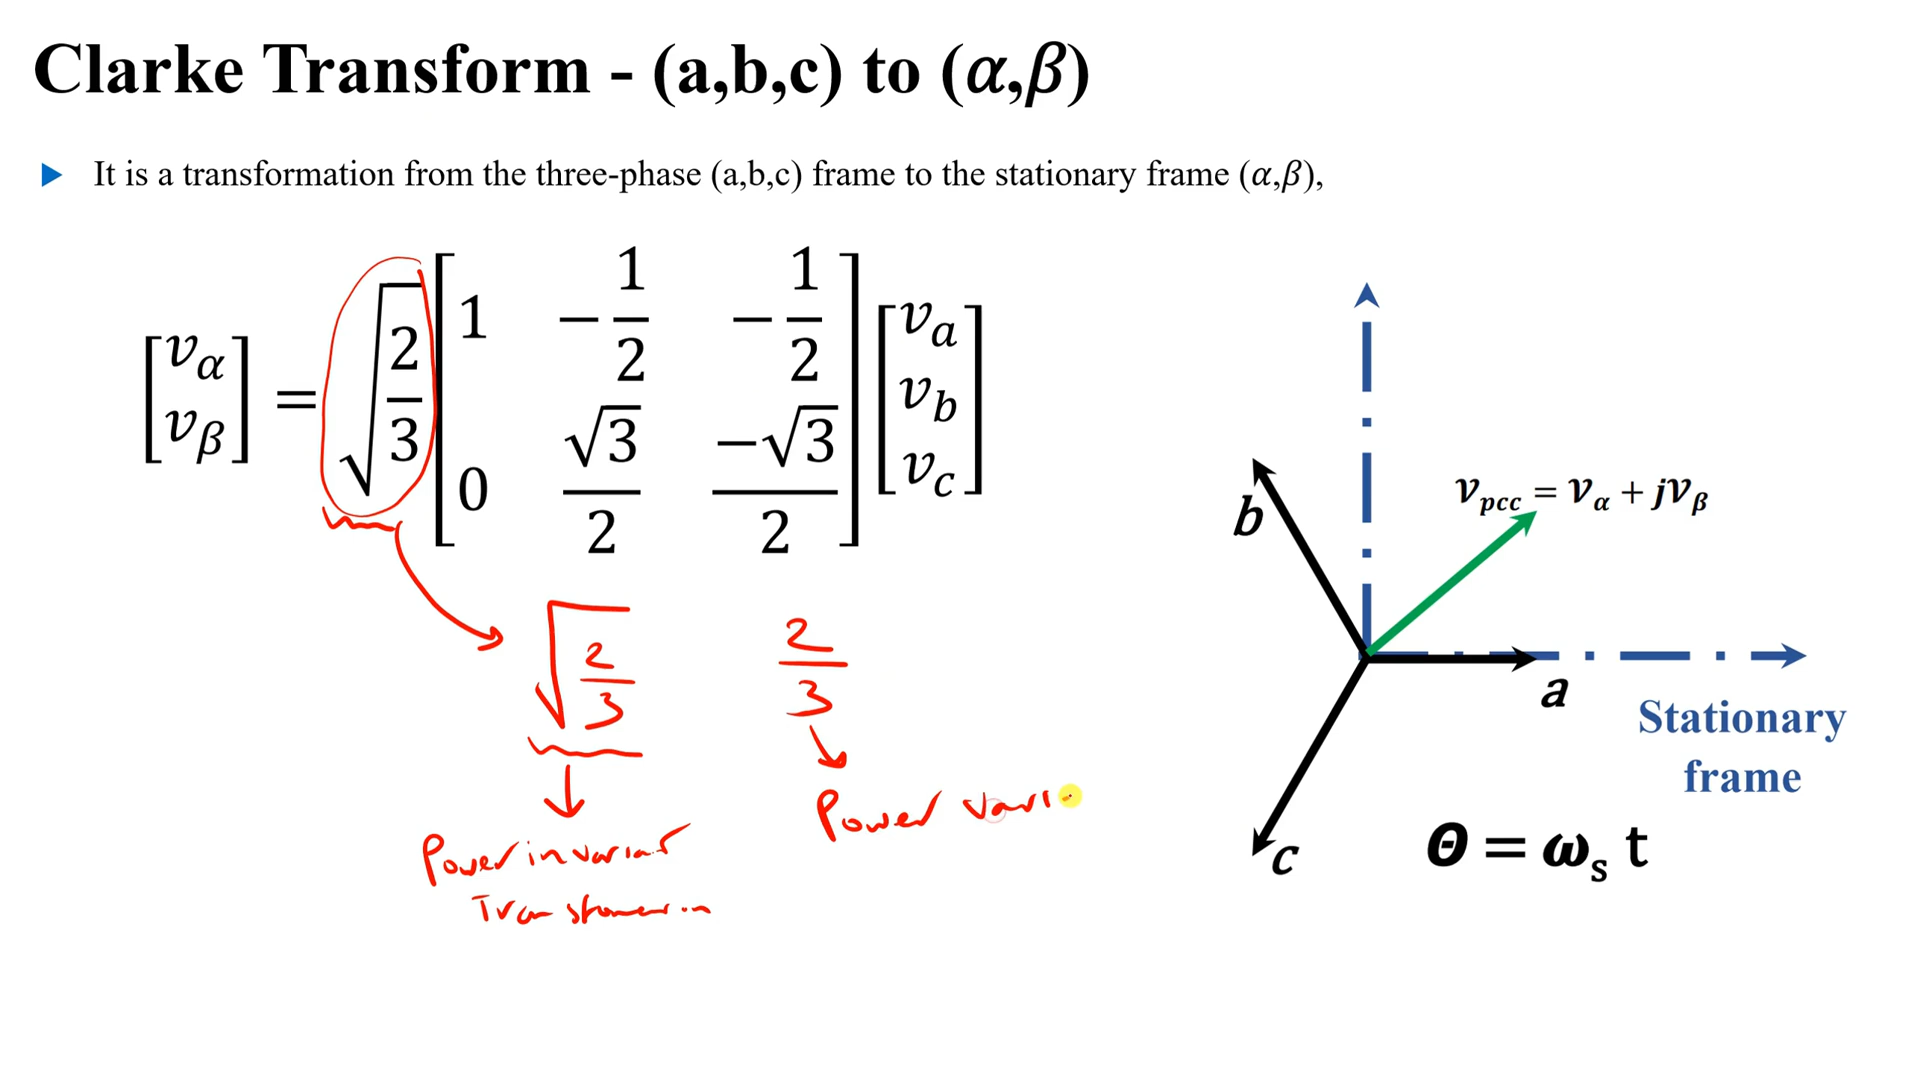 Clarke Transform - (a,b,c) to (α,β)
It is a transformation from the three-phase (a,b,c) frame to the stationary frame (α,β),
[vα vβ] = √(2/3) [1 −1/2 −1/2; 0 √3/2 −√3/2] [va vb vc]
√(2/3)
2/3
Power invariant
Power vari
b
𝒱pcc = 𝒱α + j𝒱β
a
Stationary
frame
c
Θ = ωs t